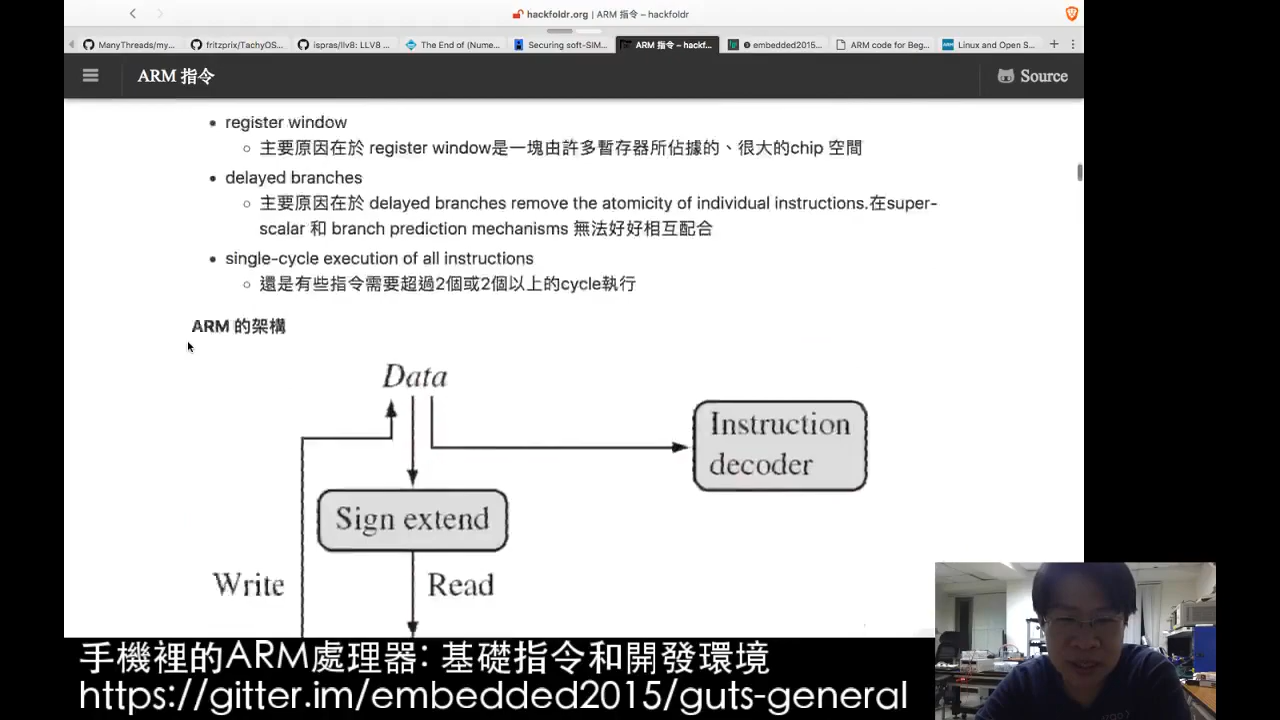 hackfoldr.org | ARM 指令 – hackfoldr
ManyThreads/my... fritzprix/TachyOS... ispras/llv8: LLV8 ... The End of (Nume... Securing soft-SIM... ARM 指令 – hackf... embedded2015... ARM code for Beg... Linux and Open S...
ARM 指令 Source
• register window
○ 主要原因在於 register window是一塊由許多暫存器所佔據的、很大的chip 空間
• delayed branches
○ 主要原因在於 delayed branches remove the atomicity of individual instructions.在super-
scalar 和 branch prediction mechanisms 無法好好相互配合
• single-cycle execution of all instructions
○ 還是有些指令需要超過2個或2個以上的cycle執行
ARM 的架構
Data
Instruction
decoder
Sign extend
Write
Read
手機裡的ARM處理器: 基礎指令和開發環境
https://gitter.im/embedded2015/guts-general